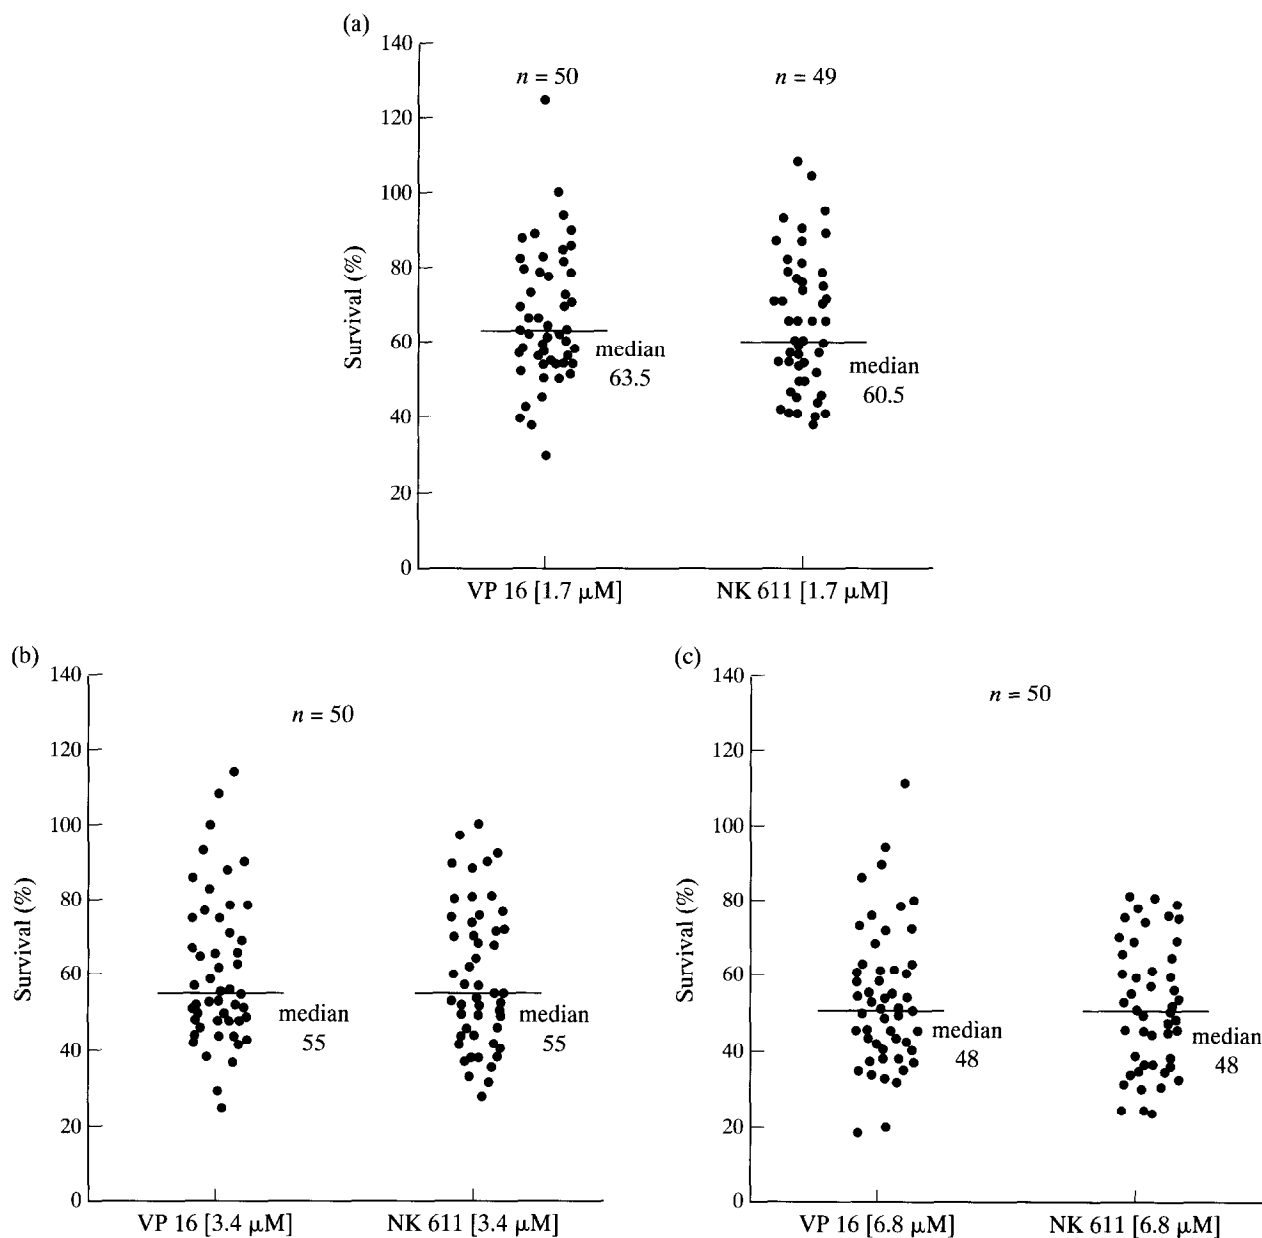 (a)
140
120
100
80
60
40
20
0
Survival (%)
n = 50
n = 49
median
63.5
median
60.5
VP 16 [1.7 μM]
NK 611 [1.7 μM]
(b)
140
120
100
80
60
40
20
0
Survival (%)
n = 50
median
55
median
55
VP 16 [3.4 μM]
NK 611 [3.4 μM]
(c)
140
120
100
80
60
40
20
0
Survival (%)
n = 50
median
48
median
48
VP 16 [6.8 μM]
NK 611 [6.8 μM]